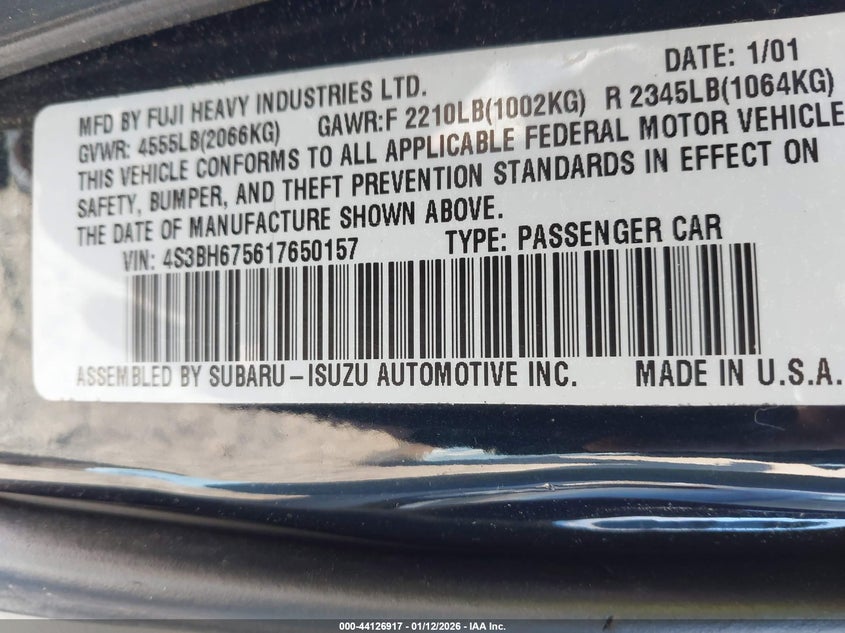 DATE: 1/01
MFD BY FUJI HEAVY INDUSTRIES LTD.
GVWR: 4555LB(2066KG) GAWR:F 2210LB(1002KG) R 2345LB(1064KG)
THIS VEHICLE CONFORMS TO ALL APPLICABLE FEDERAL MOTOR VEHICLE
SAFETY, BUMPER, AND THEFT PREVENTION STANDARDS IN EFFECT ON
THE DATE OF MANUFACTURE SHOWN ABOVE.
VIN: 4S3BH675617650157 TYPE: PASSENGER CAR
ASSEMBLED BY SUBARU-ISUZU AUTOMOTIVE INC. MADE IN U.S.A.
000-44126917 - 01/12/2026 - IAA Inc.